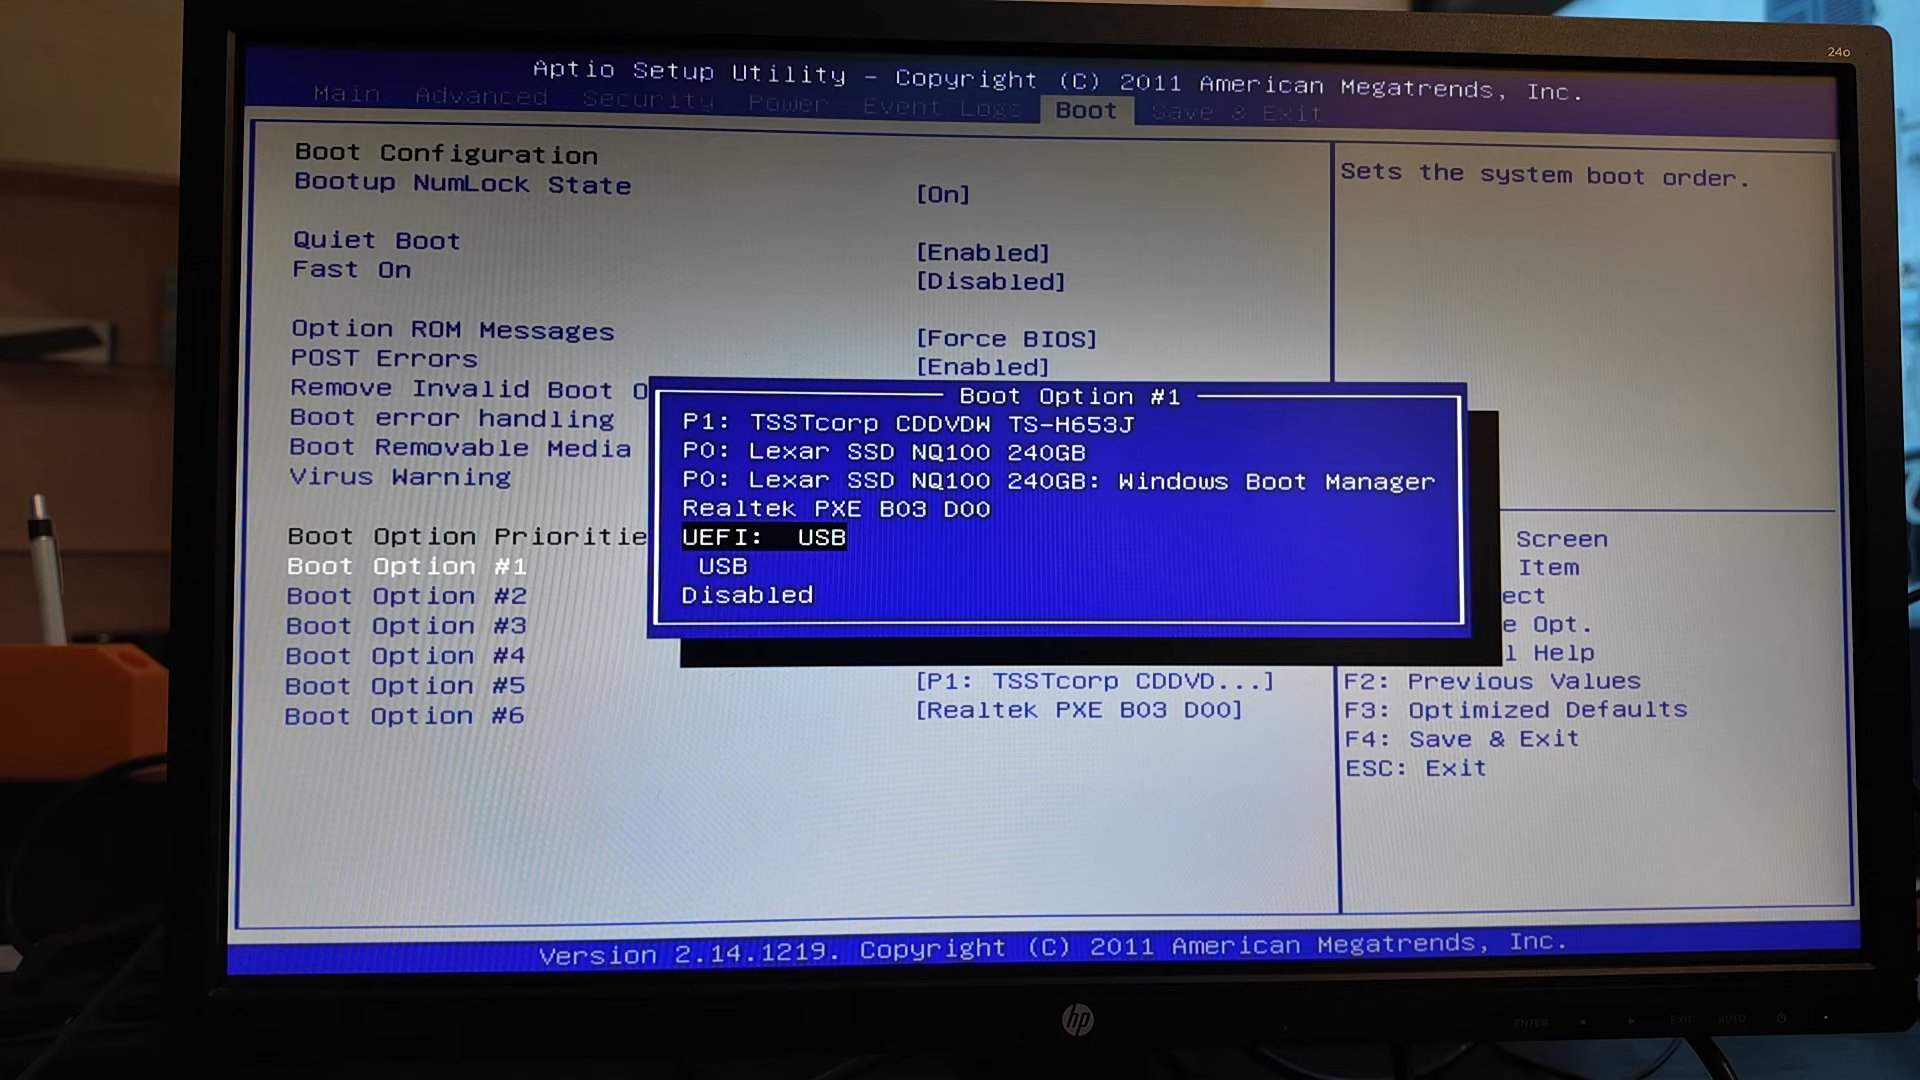 24o
Aptio Setup Utility – Copyright (C) 2011 American Megatrends, Inc.
Main Advanced Security Power Event Logs Boot Save & Exit
Boot Configuration
Bootup NumLock State [On]
Quiet Boot [Enabled]
Fast On [Disabled]
Option ROM Messages [Force BIOS]
POST Errors [Enabled]
Remove Invalid Boot O
Boot error handling
Boot Removable Media
Virus Warning
Boot Option Prioritie
Boot Option #1
Boot Option #2
Boot Option #3
Boot Option #4
Boot Option #5 [P1: TSSTcorp CDDVD...]
Boot Option #6 [Realtek PXE B03 D00]
Boot Option #1
P1: TSSTcorp CDDVDW TS-H653J
P0: Lexar SSD NQ100 240GB
P0: Lexar SSD NQ100 240GB: Windows Boot Manager
Realtek PXE B03 D00
UEFI: USB
USB
Disabled
Sets the system boot order.
Screen
Item
ect
e Opt.
l Help
F2: Previous Values
F3: Optimized Defaults
F4: Save & Exit
ESC: Exit
Version 2.14.1219. Copyright (C) 2011 American Megatrends, Inc.
hp
ENTER EXIT AUTO